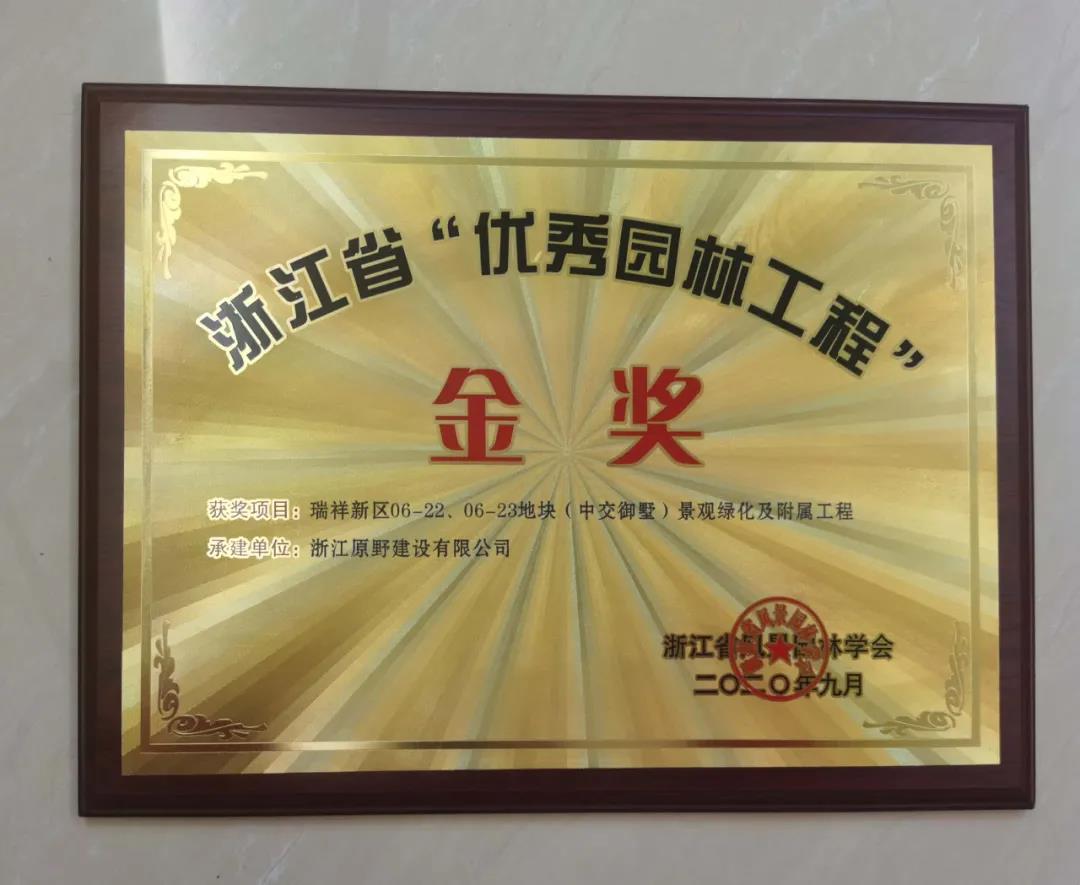 浙江省“优秀园林工程”
金奖
获奖项目：瑞祥新区06-22、06-23地块（中交御墅）景观绿化及附属工程
承建单位：浙江原野建设有限公司
浙江省风景园林学会
二〇二〇年九月